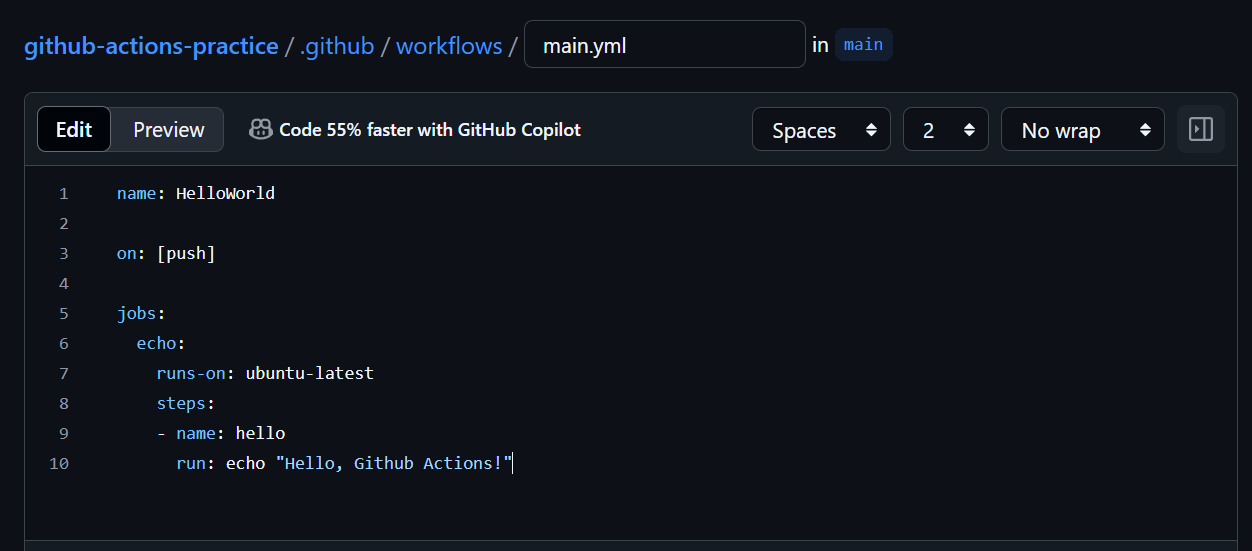 github-actions-practice / .github / workflows / main.yml in main
Edit Preview Code 55% faster with GitHub Copilot Spaces 2 No wrap
1 name: HelloWorld
2
3 on: [push]
4
5 jobs:
6   echo:
7     runs-on: ubuntu-latest
8     steps:
9     - name: hello
10       run: echo "Hello, Github Actions!"